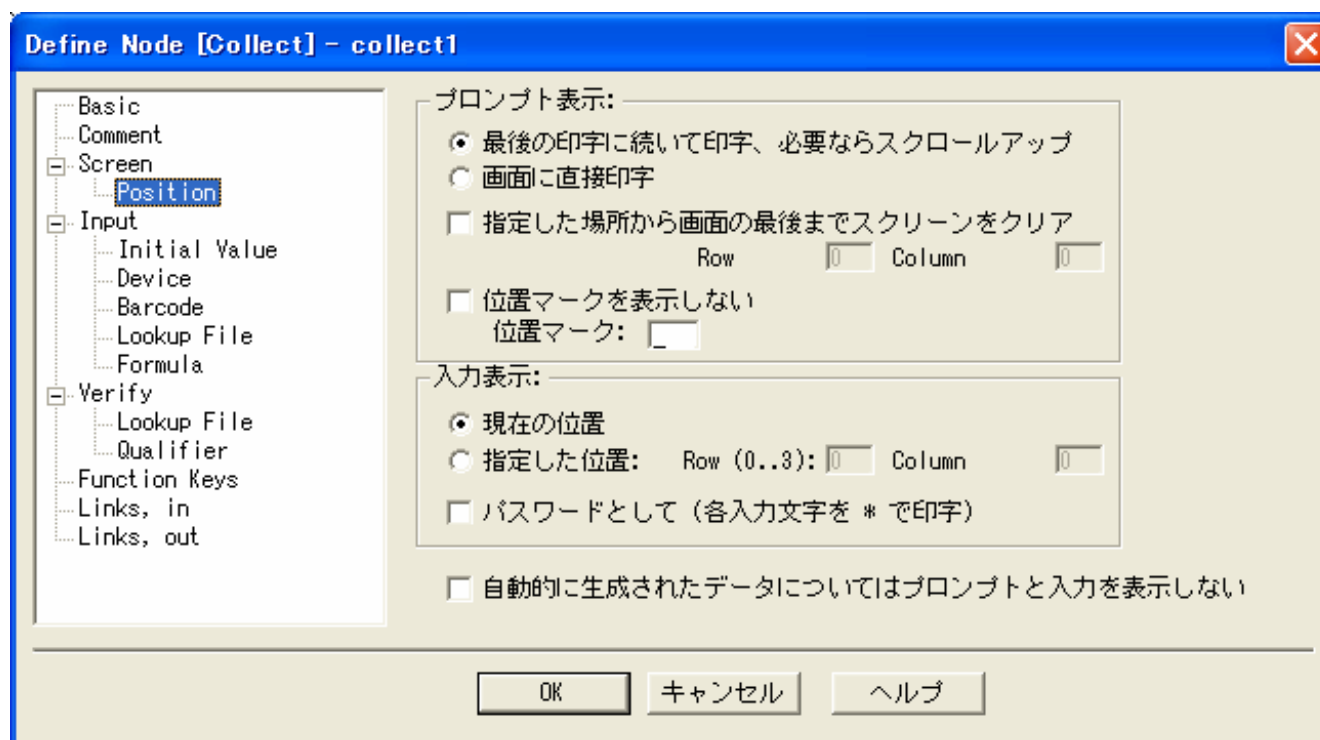 Define Node [Collect] - collect1
Basic
Comment
Screen
Position
Input
Initial Value
Device
Barcode
Lookup File
Formula
Verify
Lookup File
Qualifier
Function Keys
Links, in
Links, out
プロンプト表示:
最後の印字に続いて印字、必要ならスクロールアップ
画面に直接印字
指定した場所から画面の最後までスクリーンをクリア
Row 0 Column 0
位置マークを表示しない
位置マーク: _
入力表示:
現在の位置
指定した位置: Row (0..3): 0 Column 0
パスワードとして (各入力文字を * で印字)
自動的に生成されたデータについてはプロンプトと入力を表示しない
OK キャンセル ヘルプ